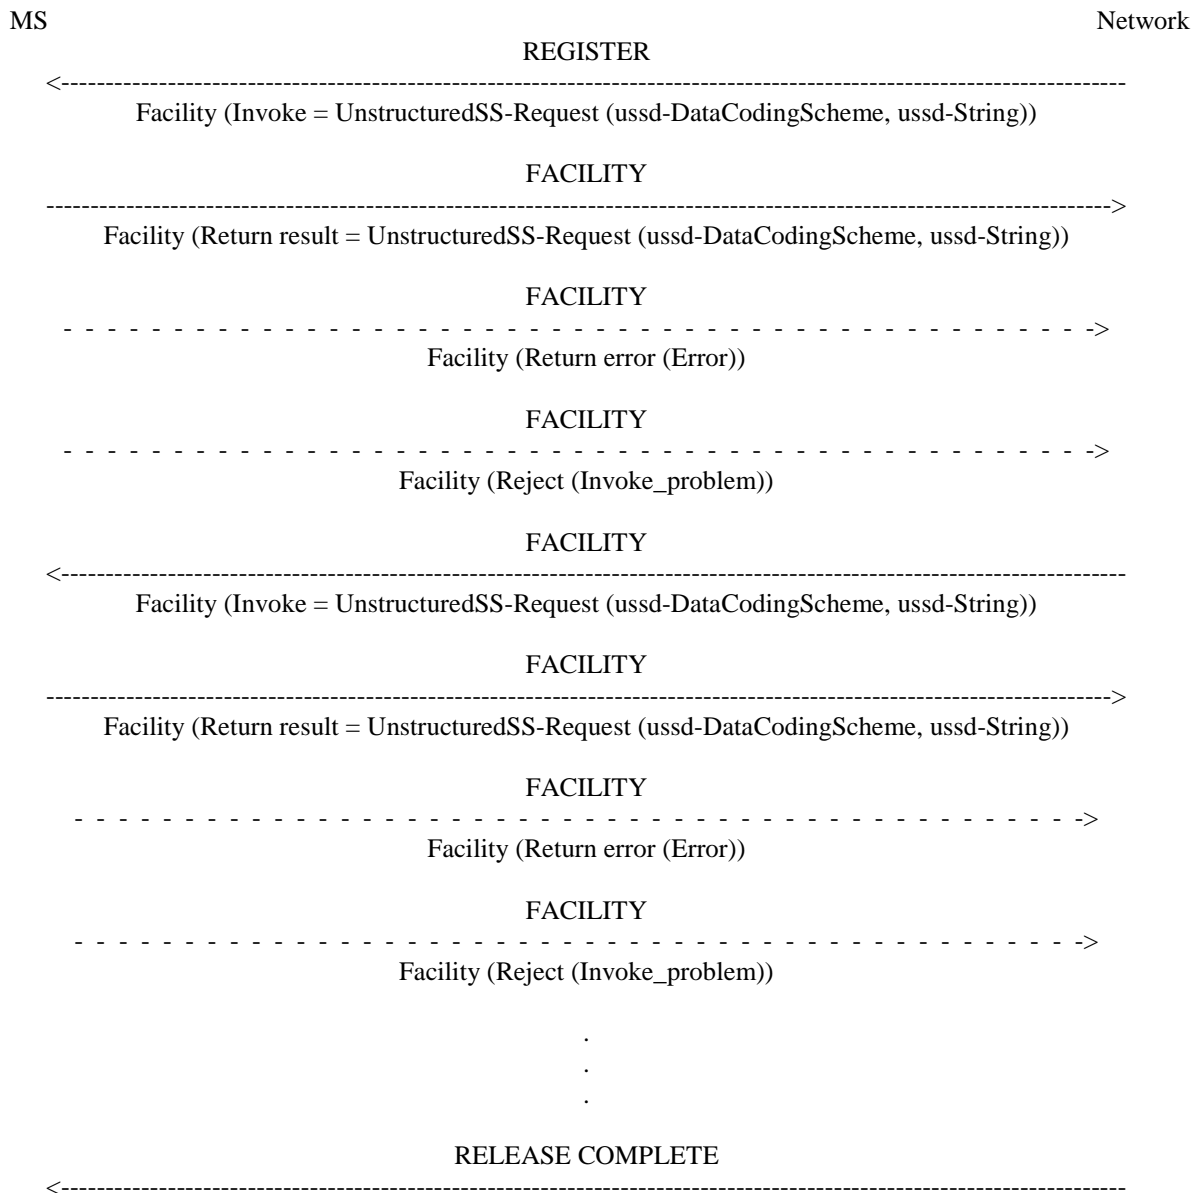 MS Network
REGISTER
<------------------------------------------------------------------------------------------------------------------------
Facility (Invoke = UnstructuredSS-Request (ussd-DataCodingScheme, ussd-String))
FACILITY
------------------------------------------------------------------------------------------------------------------------>
Facility (Return result = UnstructuredSS-Request (ussd-DataCodingScheme, ussd-String))
FACILITY
- - - - - - - - - - - - - - - - - - - - - - - - - - - - - - - - - - - - - - - - - - - - - - - ->
Facility (Return error (Error))
FACILITY
- - - - - - - - - - - - - - - - - - - - - - - - - - - - - - - - - - - - - - - - - - - - - - - ->
Facility (Reject (Invoke_problem))
FACILITY
<------------------------------------------------------------------------------------------------------------------------
Facility (Invoke = UnstructuredSS-Request (ussd-DataCodingScheme, ussd-String))
FACILITY
------------------------------------------------------------------------------------------------------------------------>
Facility (Return result = UnstructuredSS-Request (ussd-DataCodingScheme, ussd-String))
FACILITY
- - - - - - - - - - - - - - - - - - - - - - - - - - - - - - - - - - - - - - - - - - - - - - ->
Facility (Return error (Error))
FACILITY
- - - - - - - - - - - - - - - - - - - - - - - - - - - - - - - - - - - - - - - - - - - - - - ->
Facility (Reject (Invoke_problem))
.
.
.
RELEASE COMPLETE
<------------------------------------------------------------------------------------------------------------------------